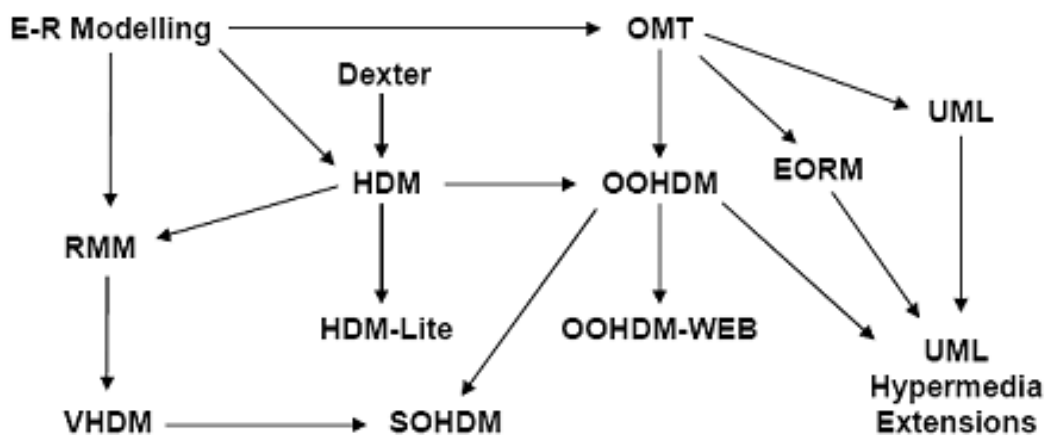 E-R Modelling
OMT
Dexter
UML
HDM
OOHDM
EORM
RMM
HDM-Lite
OOHDM-WEB
UML
Hypermedia
Extensions
VHDM
SOHDM